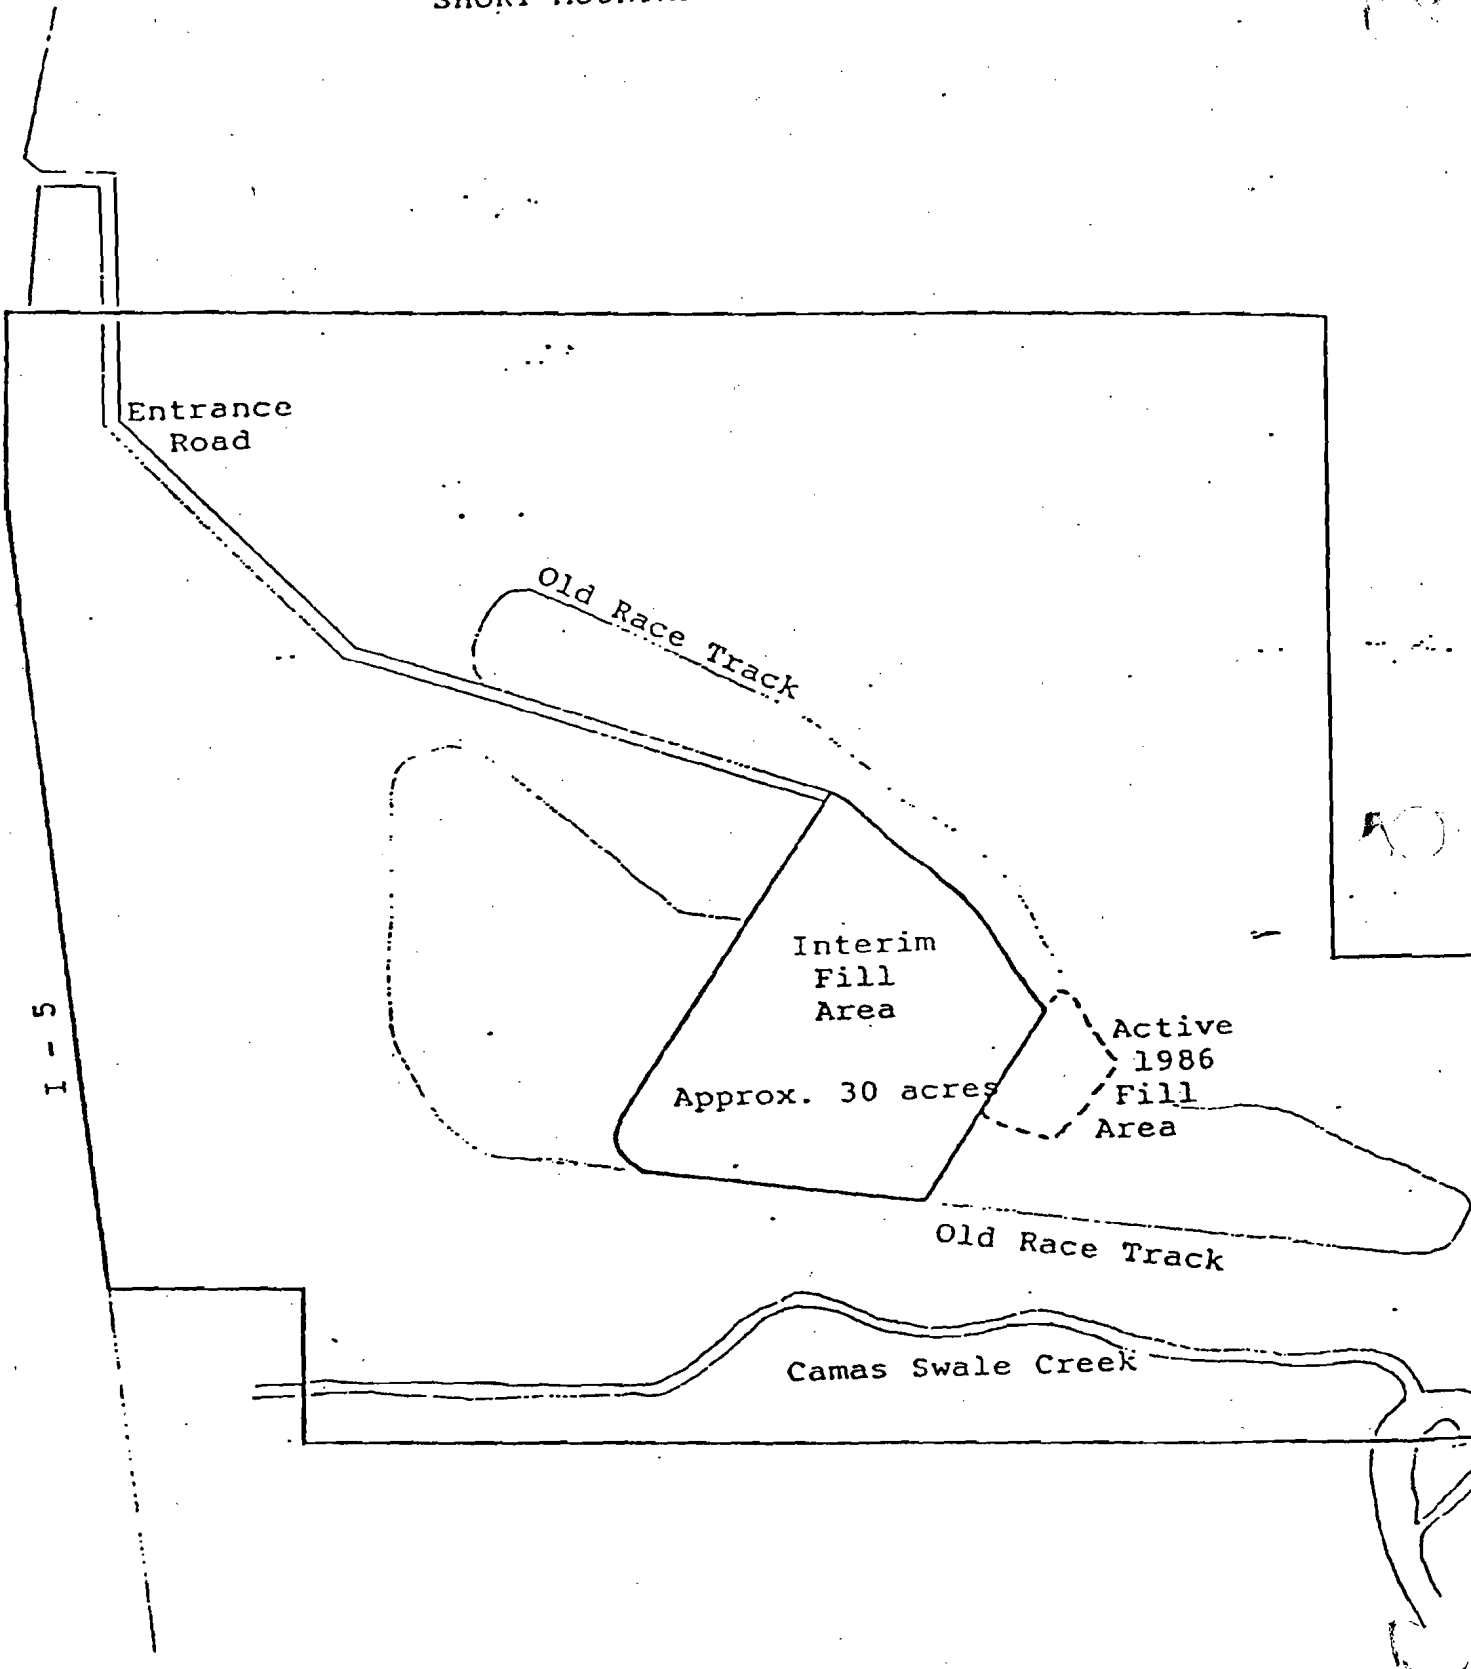 Entrance
Road
Old Race Track
Interim
Fill
Area
Approx. 30 acres
Active
1986
Fill
Area
I - 5
Old Race Track
Camas Swale Creek